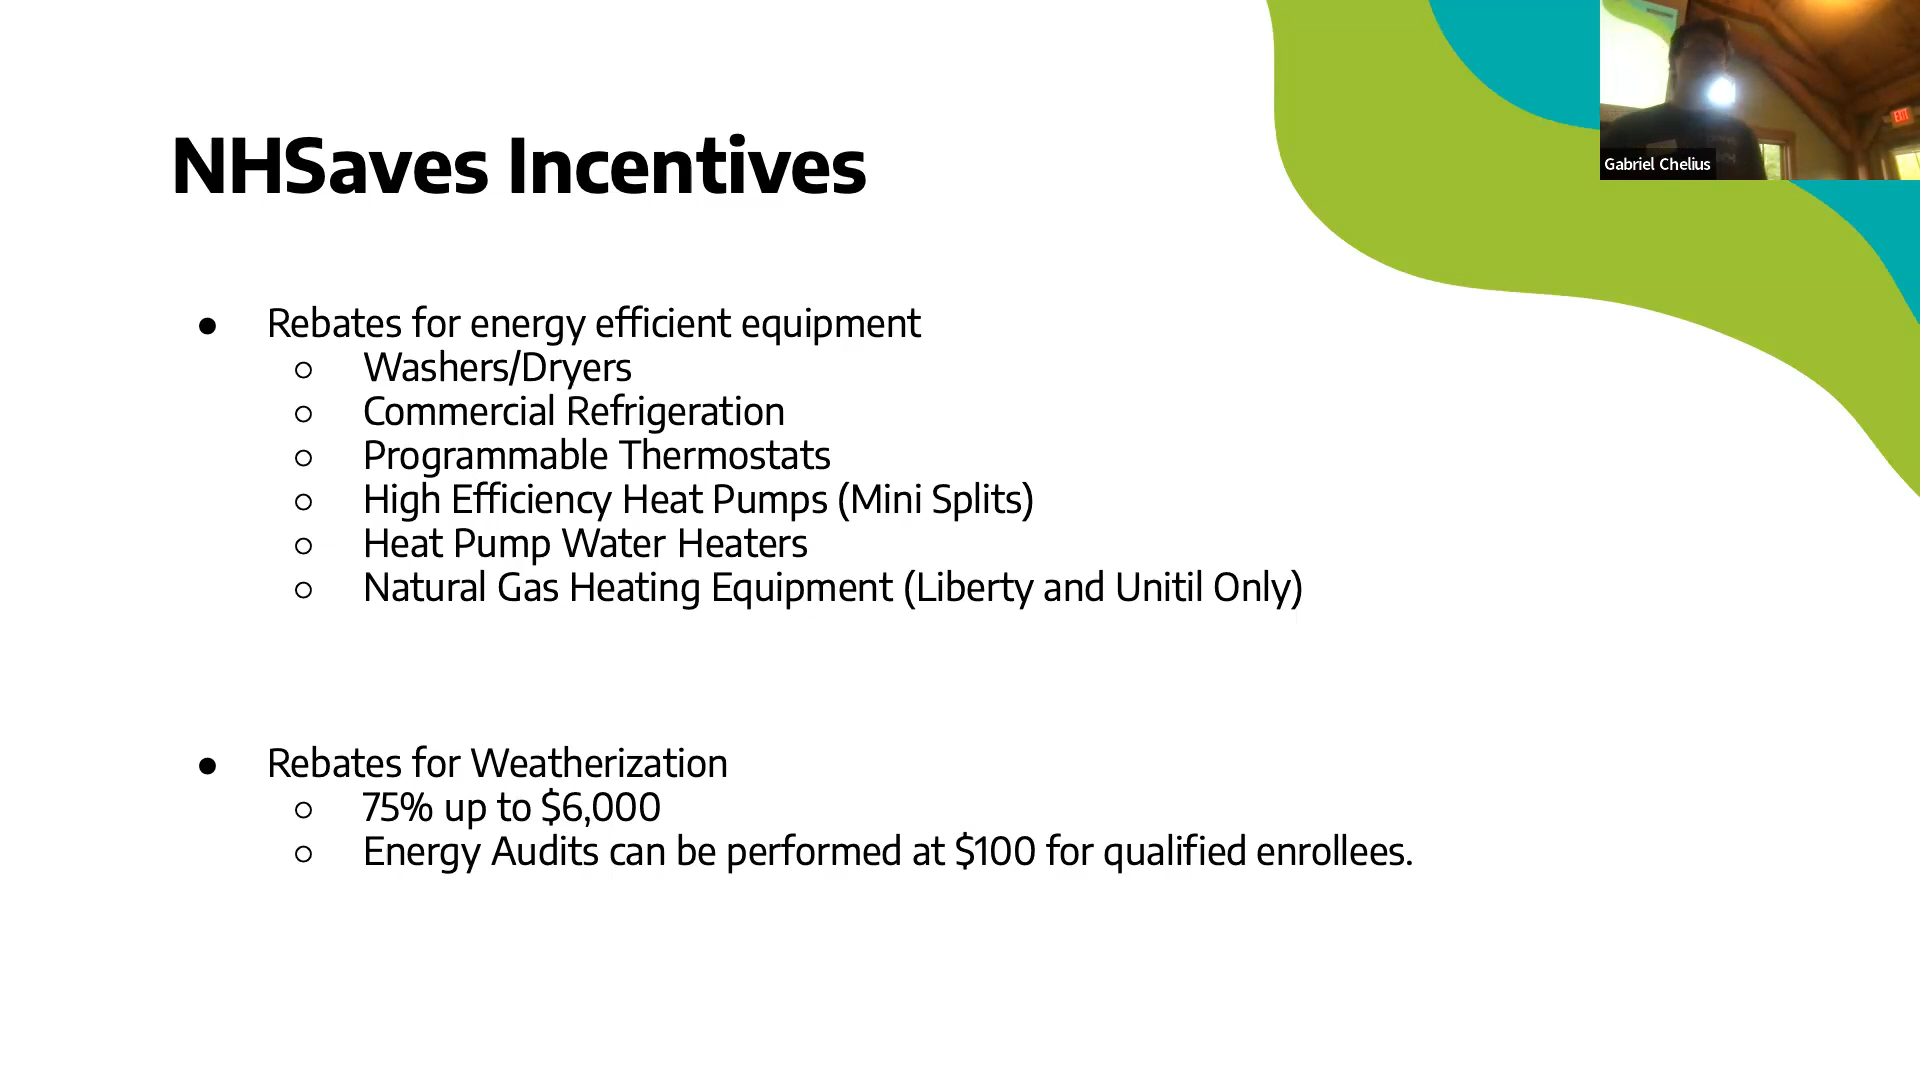 NHSaves Incentives
● Rebates for energy efficient equipment
○ Washers/Dryers
○ Commercial Refrigeration
○ Programmable Thermostats
○ High Efficiency Heat Pumps (Mini Splits)
○ Heat Pump Water Heaters
○ Natural Gas Heating Equipment (Liberty and Unitil Only)
● Rebates for Weatherization
○ 75% up to $6,000
○ Energy Audits can be performed at $100 for qualified enrollees.
EXIT
Gabriel Chelius